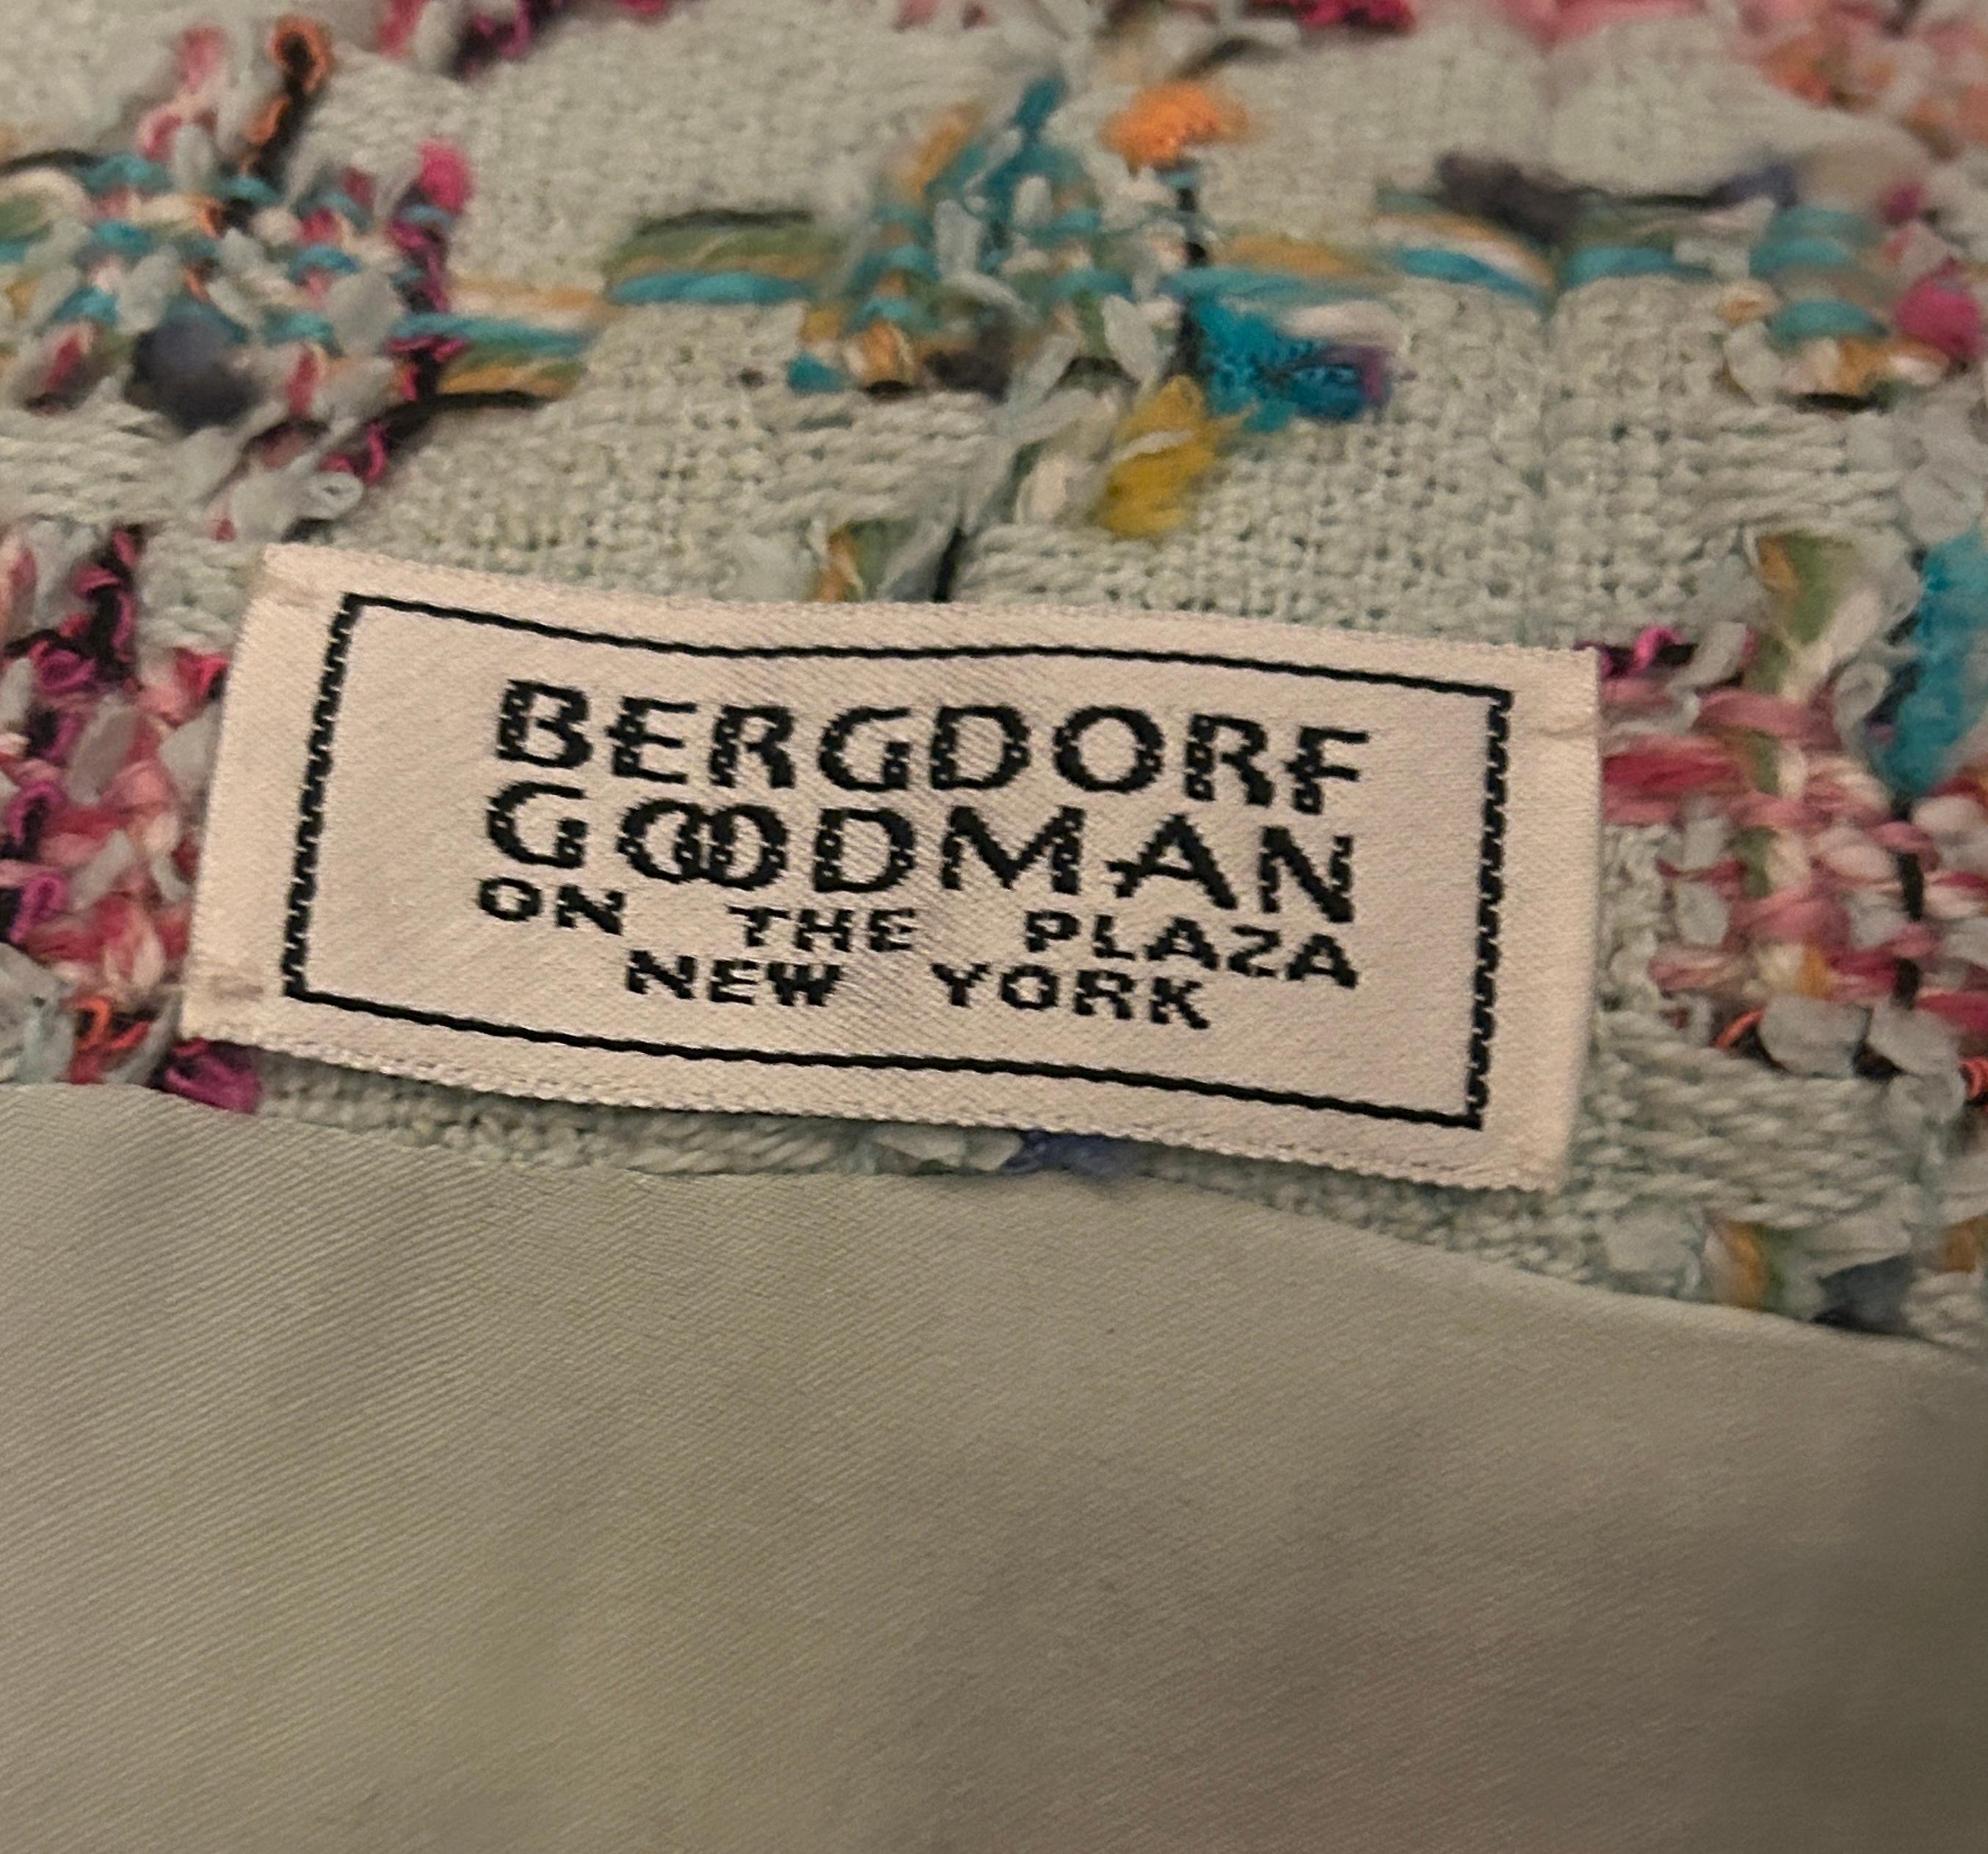 BERGDORF
GOODMAN
ON THE PLAZA
NEW YORK